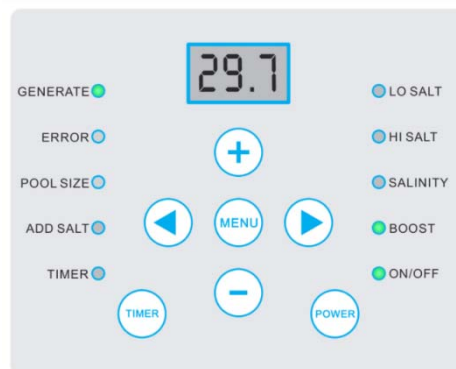 29.7
GENERATE
LO SALT
ERROR
HI SALT
POOL SIZE
SALINITY
ADD SALT
MENU
BOOST
TIMER
ON/OFF
TIMER
POWER